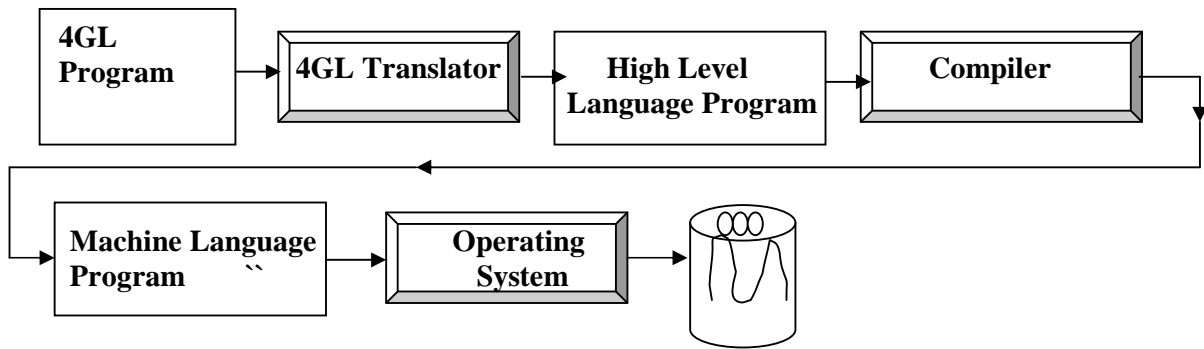 4GL
Program
4GL Translator
High Level
Language Program
Compiler
Machine Language
Program ``
Operating
System